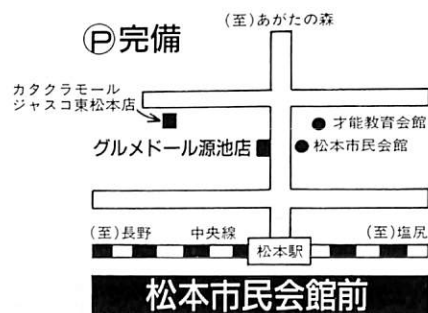 (至)あがたの森
Ⓟ完備
カタクラモール
ジャスコ東松本店
才能教育会館
グルメドール源池店
松本市民会館
(至)長野
中央線
(至)塩尻
松本駅
松本市民会館前